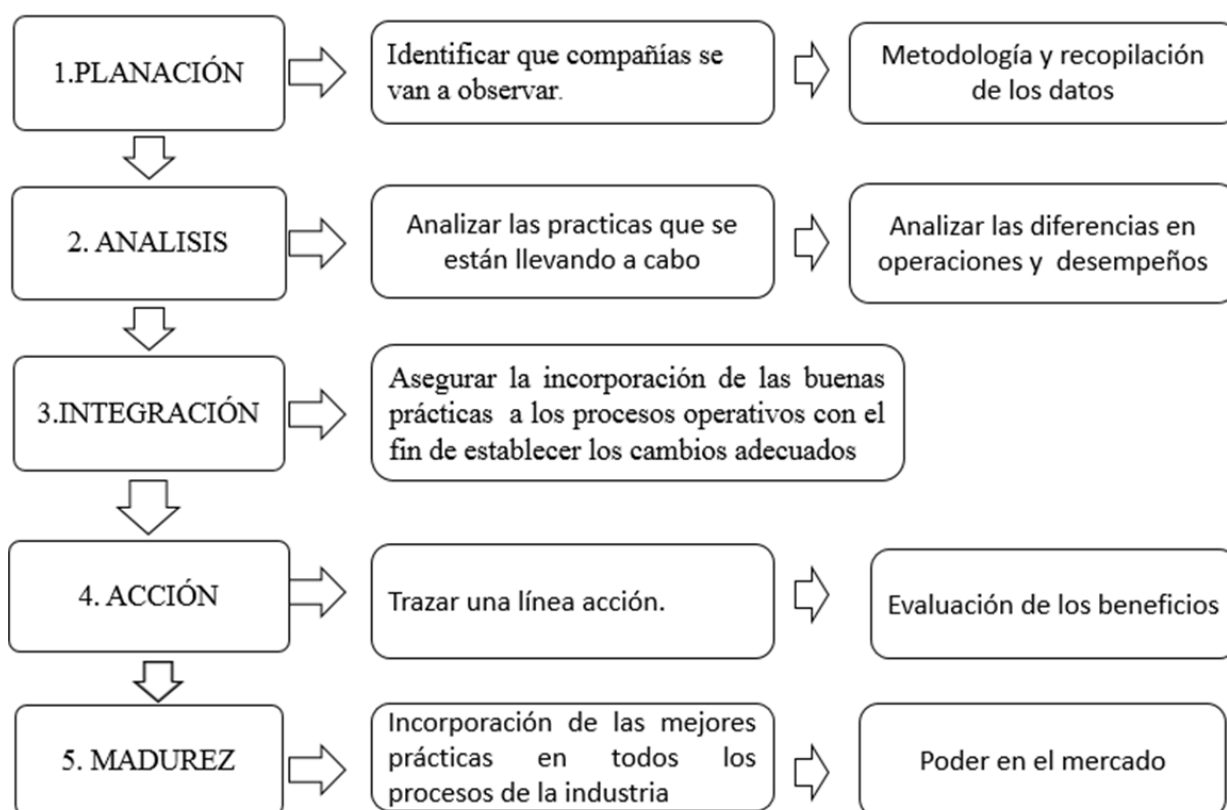 1.PLANACIÓN
Identificar que compañías se
van a observar.
Metodología y recopilación
de los datos
2. ANALISIS
Analizar las practicas que se
están llevando a cabo
Analizar las diferencias en
operaciones y desempeños
3.INTEGRACIÓN
Asegurar la incorporación de las buenas
prácticas a los procesos operativos con el
fin de establecer los cambios adecuados
4. ACCIÓN
Trazar una línea acción.
Evaluación de los beneficios
5. MADUREZ
Incorporación de las mejores
prácticas en todos los
procesos de la industria
Poder en el mercado